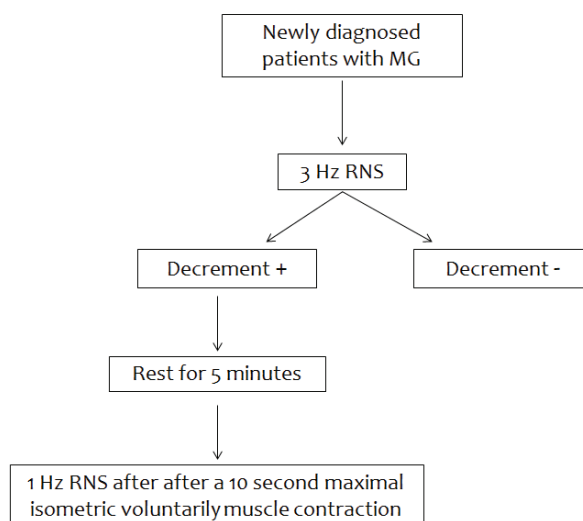 Newly diagnosed
patients with MG
3 Hz RNS
Decrement +
Decrement -
Rest for 5 minutes
1 Hz RNS after after a 10 second maximal
isometric voluntarily muscle contraction